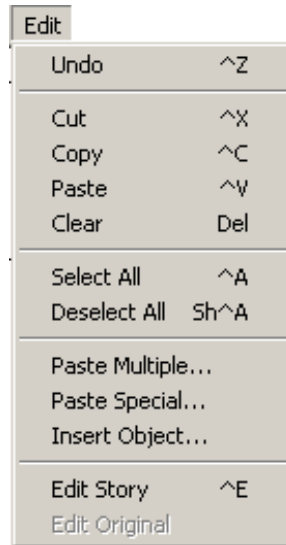 Edit
Undo ^Z
Cut ^X
Copy ^C
Paste ^V
Clear Del
Select All ^A
Deselect All Sh^A
Paste Multiple...
Paste Special...
Insert Object...
Edit Story ^E
Edit Original